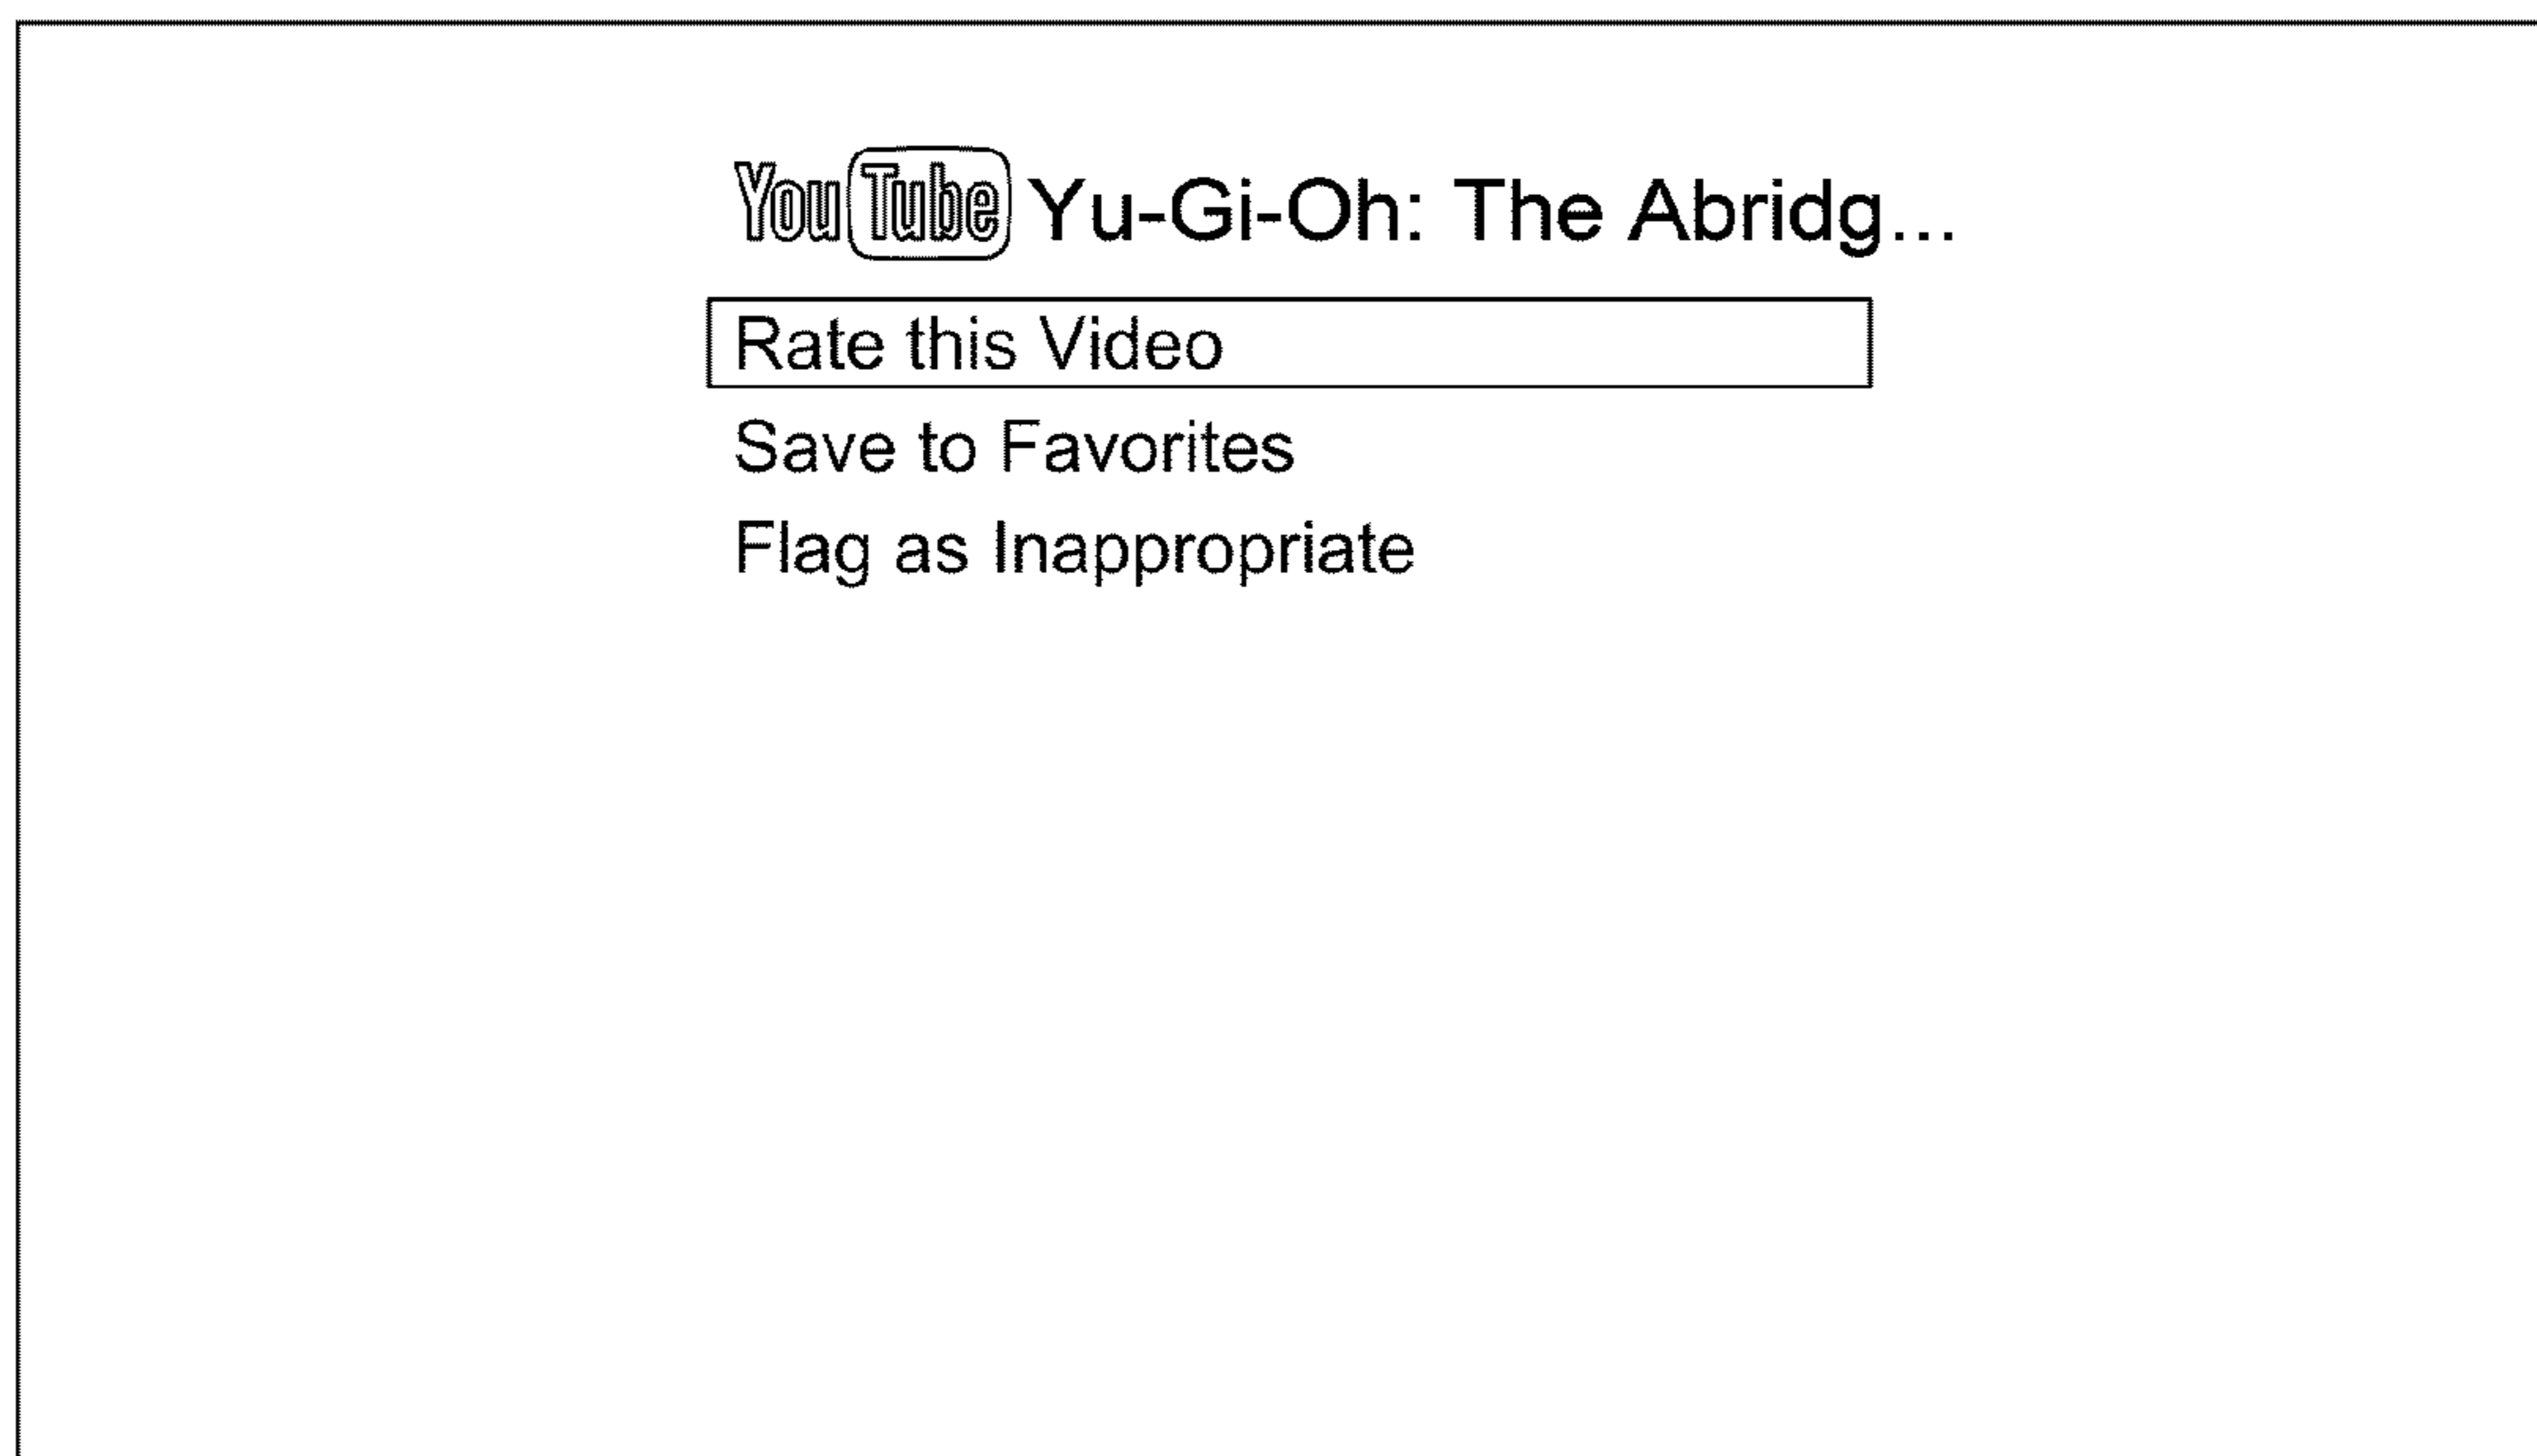 YouTube Yu-Gi-Oh: The Abridg...
Rate this Video
Save to Favorites
Flag as Inappropriate